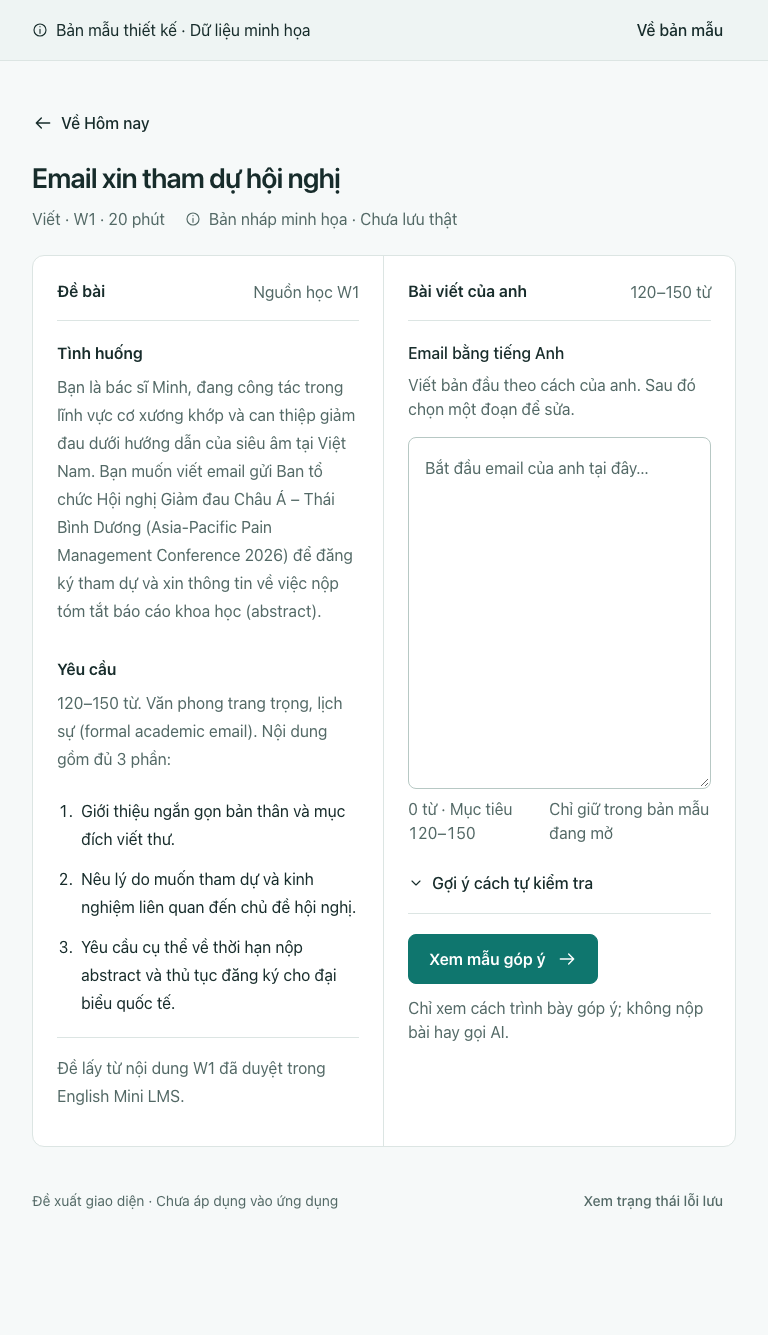 Bản mẫu thiết kế · Dữ liệu minh họa
Về bản mẫu
← Về Hôm nay
Email xin tham dự hội nghị
Viết · W1 · 20 phút
Bản nháp minh họa · Chưa lưu thật
Đề bài
Nguồn học W1
Tình huống
Bạn là bác sĩ Minh, đang công tác trong
lĩnh vực cơ xương khớp và can thiệp giảm
đau dưới hướng dẫn của siêu âm tại Việt
Nam. Bạn muốn viết email gửi Ban tổ
chức Hội nghị Giảm đau Châu Á – Thái
Bình Dương (Asia-Pacific Pain
Management Conference 2026) để đăng
ký tham dự và xin thông tin về việc nộp
tóm tắt báo cáo khoa học (abstract).
Yêu cầu
120–150 từ. Văn phong trang trọng, lịch
sự (formal academic email). Nội dung
gồm đủ 3 phần:
1. Giới thiệu ngắn gọn bản thân và mục
đích viết thư.
2. Nêu lý do muốn tham dự và kinh
nghiệm liên quan đến chủ đề hội nghị.
3. Yêu cầu cụ thể về thời hạn nộp
abstract và thủ tục đăng ký cho đại
biểu quốc tế.
Đề lấy từ nội dung W1 đã duyệt trong
English Mini LMS.
Bài viết của anh
120–150 từ
Email bằng tiếng Anh
Viết bản đầu theo cách của anh. Sau đó
chọn một đoạn để sửa.
Bắt đầu email của anh tại đây...
0 từ · Mục tiêu
120–150
Chỉ giữ trong bản mẫu
đang mở
Gợi ý cách tự kiểm tra
Xem mẫu góp ý →
Chỉ xem cách trình bày góp ý; không nộp
bài hay gọi AI.
Đề xuất giao diện · Chưa áp dụng vào ứng dụng
Xem trạng thái lỗi lưu